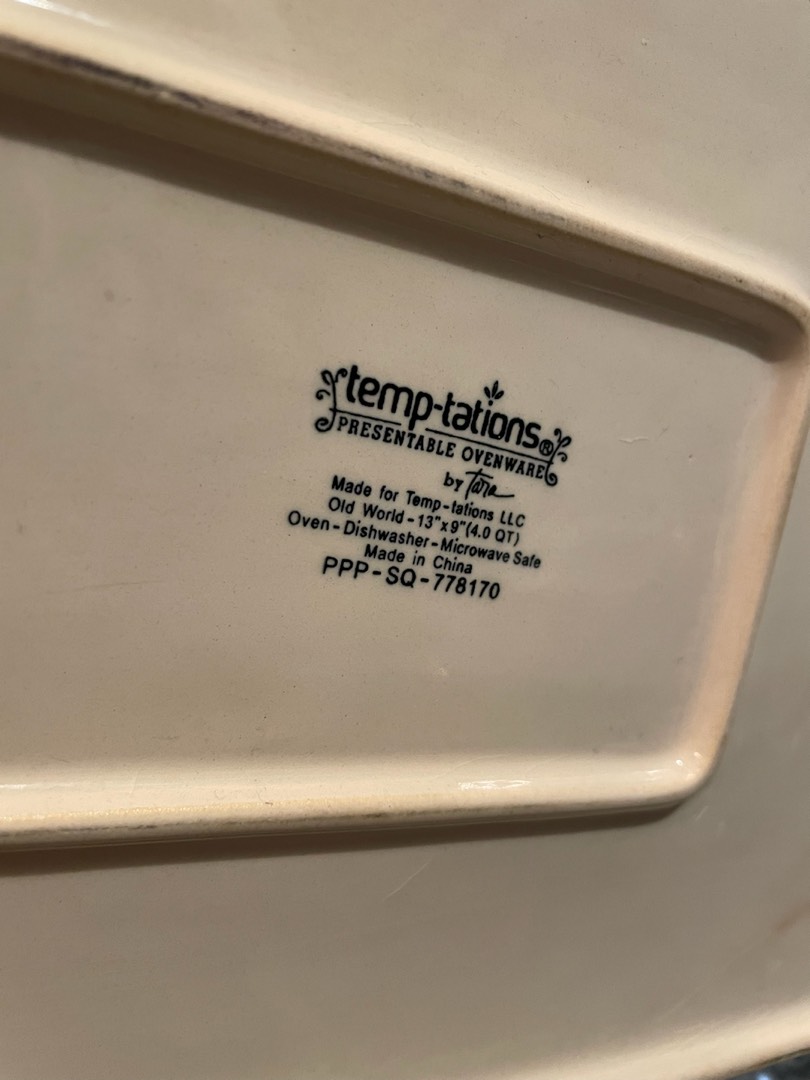 temp-tations®
PRESENTABLE OVENWARE
by Tara
Made for Temp-tations LLC
Old World - 13"x9"(4.0 QT)
Oven - Dishwasher - Microwave Safe
Made in China
PPP-SQ-778170